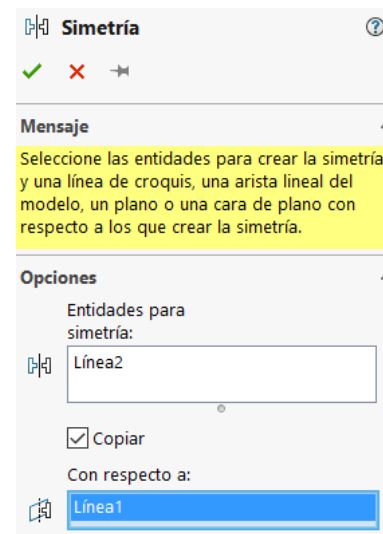 Simetría
Mensaje
Seleccione las entidades para crear la simetría
y una línea de croquis, una arista lineal del
modelo, un plano o una cara de plano con
respecto a los que crear la simetría.
Opciones
Entidades para
simetría:
Línea2
Copiar
Con respecto a:
Línea1